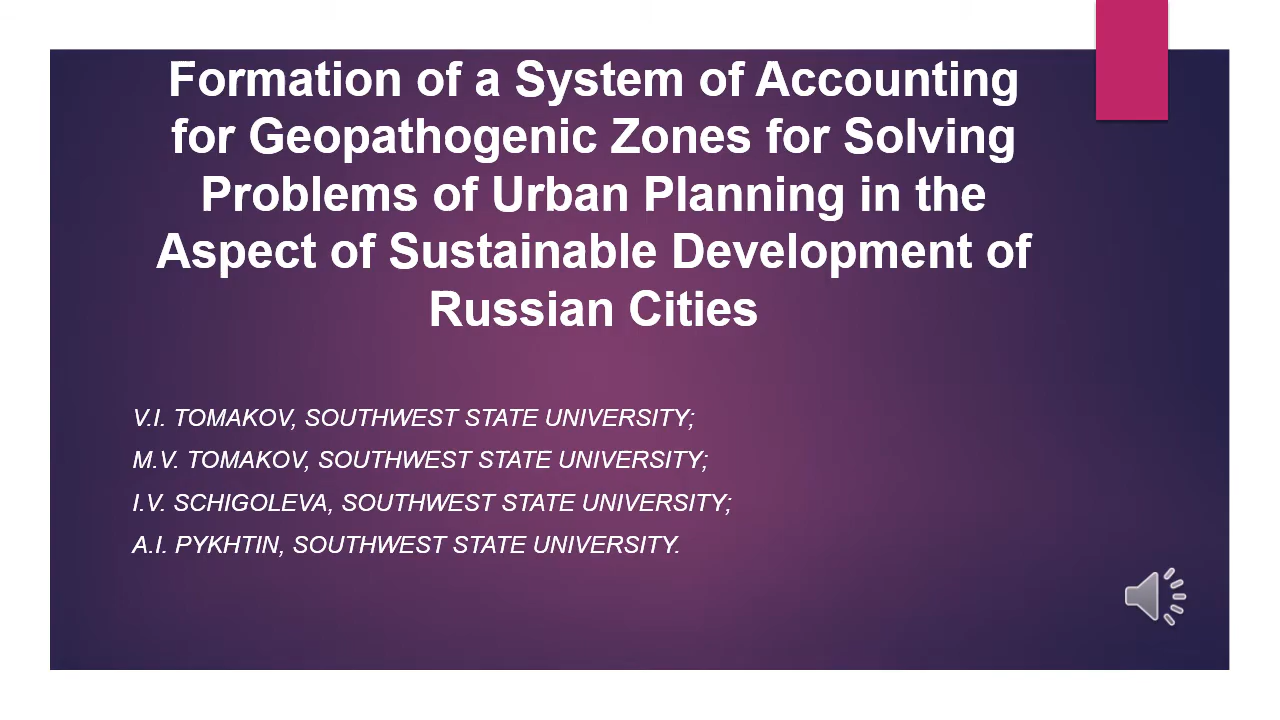 Formation of a System of Accounting
for Geopathogenic Zones for Solving
Problems of Urban Planning in the
Aspect of Sustainable Development of
Russian Cities
V.I. TOMAKOV, SOUTHWEST STATE UNIVERSITY;
M.V. TOMAKOV, SOUTHWEST STATE UNIVERSITY;
I.V. SCHIGOLEVA, SOUTHWEST STATE UNIVERSITY;
A.I. PYKHTIN, SOUTHWEST STATE UNIVERSITY.